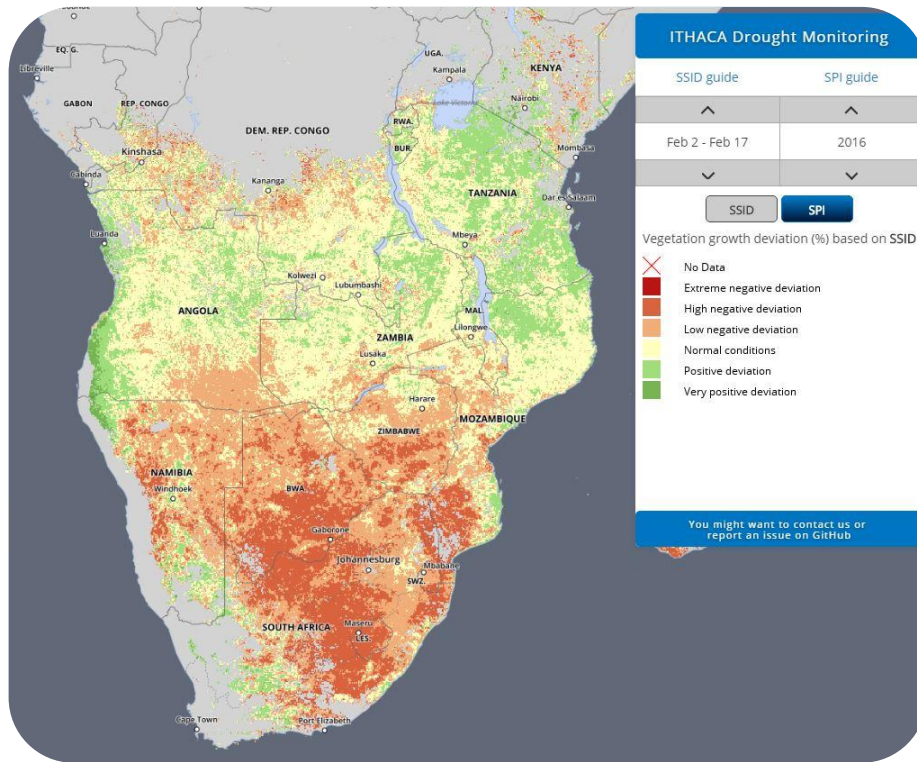 UGA.
KENYA
Kampala
EQ. G.
Libreville
Lake Victoria
Nairobi
GABON
REP. CONGO
RWA.
DEM. REP. CONGO
Kinshasa
BUR.
Mombasa
Cabinda
Kananga
TANZANIA
Dar es Salaam
Luanda
Mbeya
Kolwezi
Lubumbashi
ANGOLA
MAL.
Lilongwe
ZAMBIA
Lusaka
Harare
MOZAMBIQUE
ZIMBABWE
NAMIBIA
Windhoek
BWA.
Gaborone
Johannesburg
Mbabane
SWZ.
Maseru
SOUTH AFRICA
LES.
Cape Town
Port Elizabeth
ITHACA Drought Monitoring
SSID guide
SPI guide
Feb 2 - Feb 17
2016
SSID
SPI
Vegetation growth deviation (%) based on SSID
No Data
Extreme negative deviation
High negative deviation
Low negative deviation
Normal conditions
Positive deviation
Very positive deviation
You might want to contact us or
report an issue on GitHub